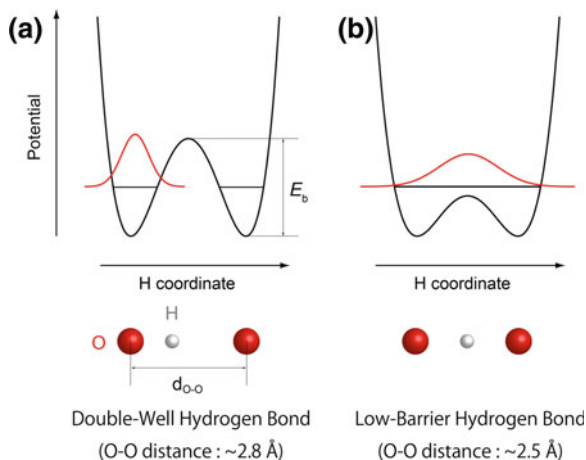 (a)
(b)
Potential
E_b
H coordinate
H coordinate
H
O
d_O-O
Double-Well Hydrogen Bond
(O-O distance : ~2.8 Å)
Low-Barrier Hydrogen Bond
(O-O distance : ~2.5 Å)